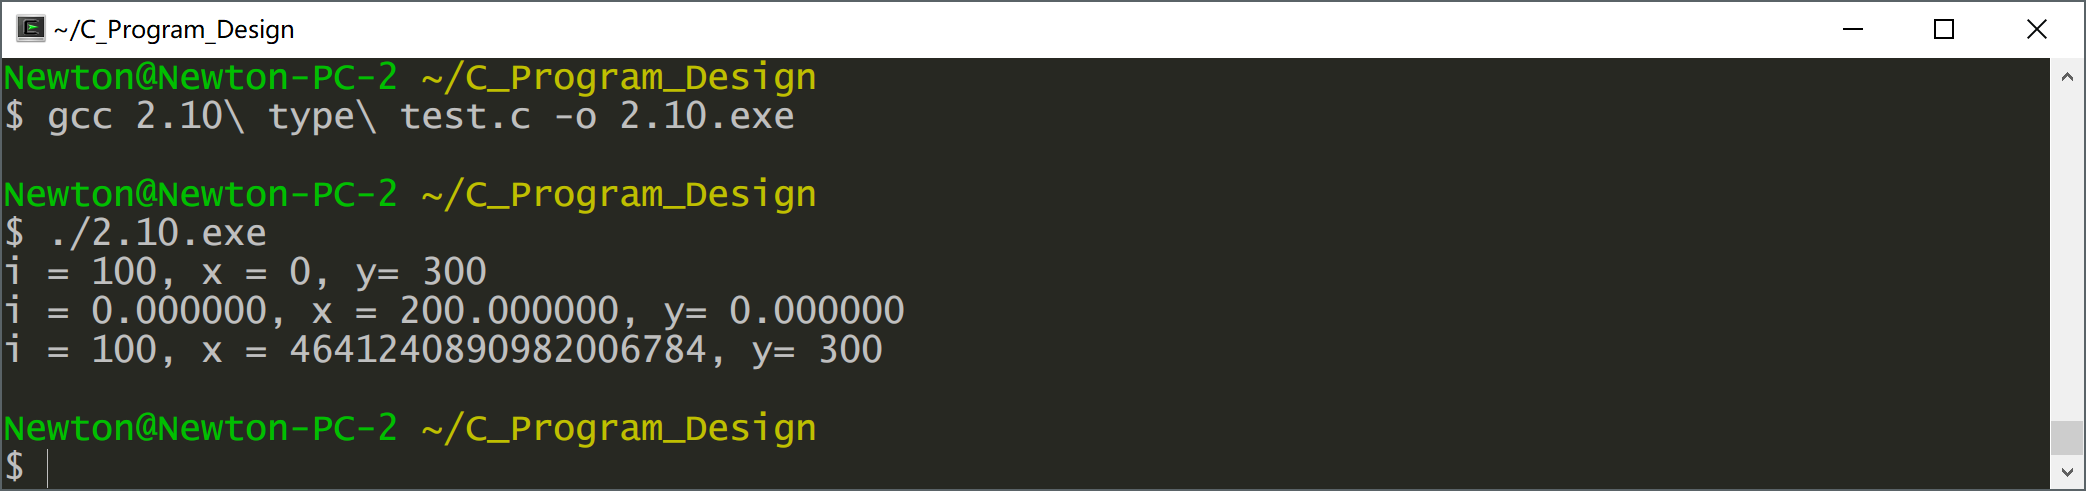 ~/C_Program_Design
Newton@Newton-PC-2 ~/C_Program_Design
$ gcc 2.10\ type\ test.c -o 2.10.exe
Newton@Newton-PC-2 ~/C_Program_Design
$ ./2.10.exe
i = 100, x = 0, y= 300
i = 0.000000, x = 200.000000, y= 0.000000
i = 100, x = 4641240890982006784, y= 300
Newton@Newton-PC-2 ~/C_Program_Design
$